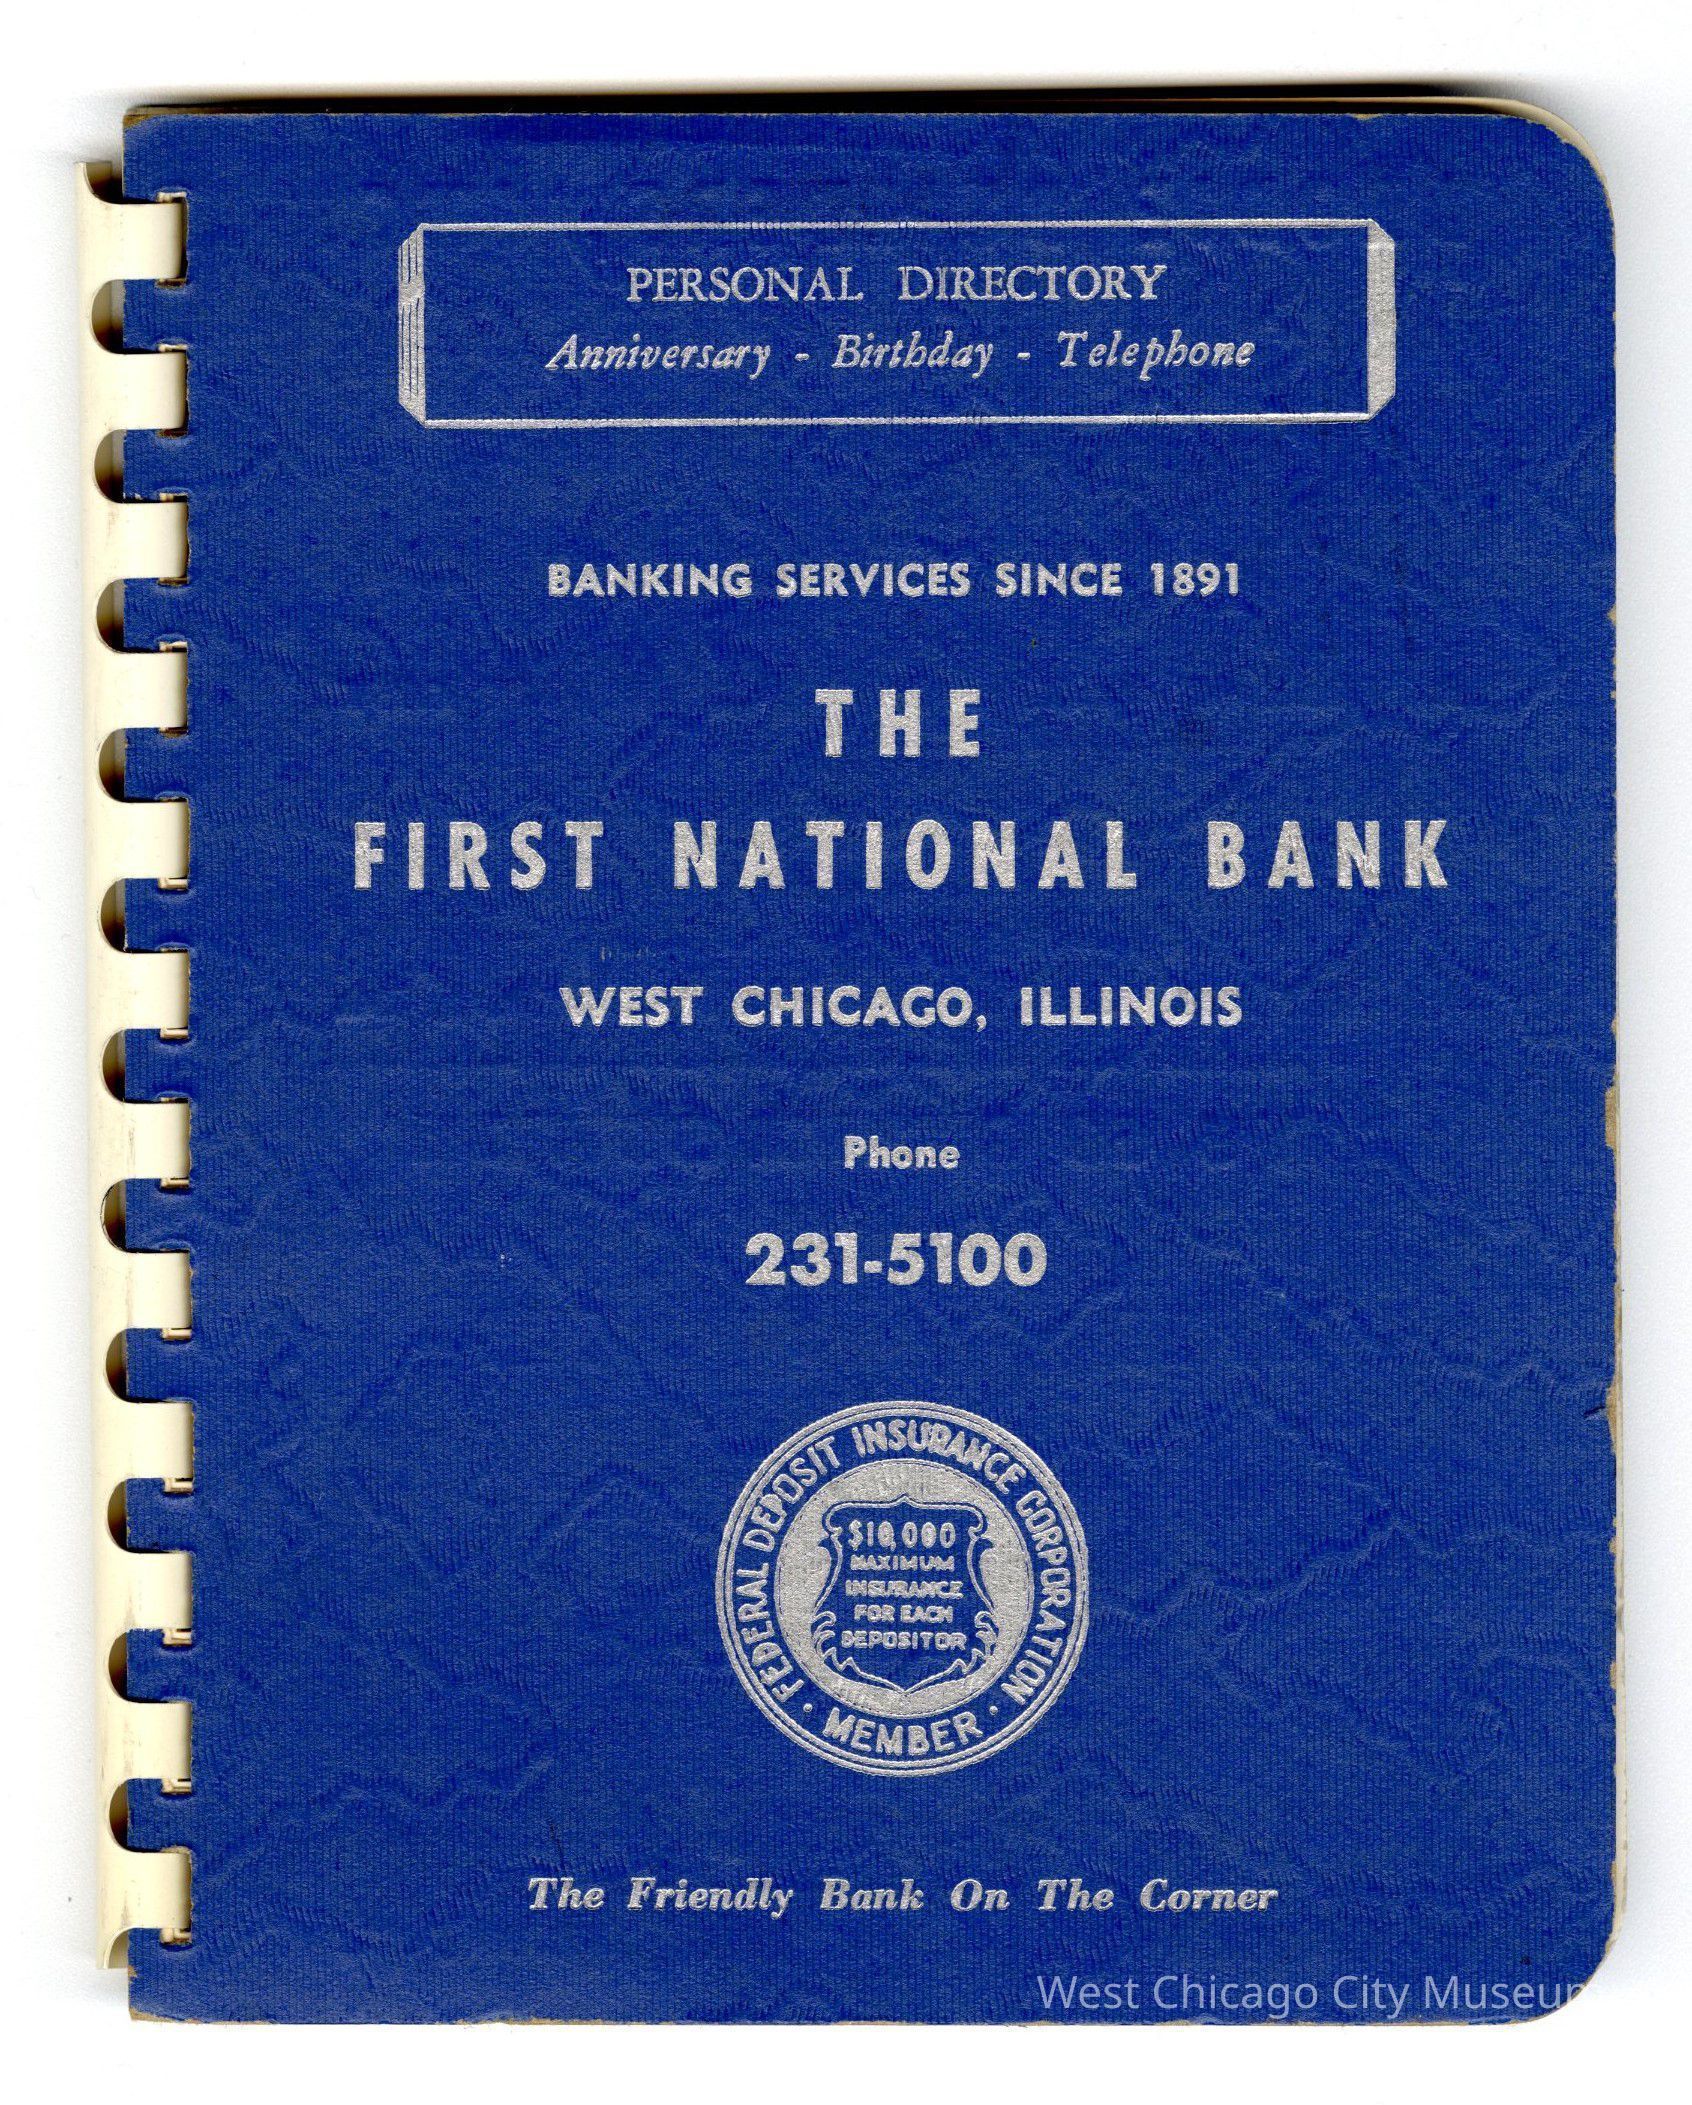 PERSONAL DIRECTORY
Anniversary - Birthday - Telephone
BANKING SERVICES SINCE 1891
THE
FIRST NATIONAL BANK
WEST CHICAGO, ILLINOIS
Phone
231-5100
FEDERAL DEPOSIT INSURANCE CORPORATION
$10,000
MAXIMUM
INSURANCE
FOR EACH
DEPOSITOR
· MEMBER ·
The Friendly Bank On The Corner
West Chicago City Museum